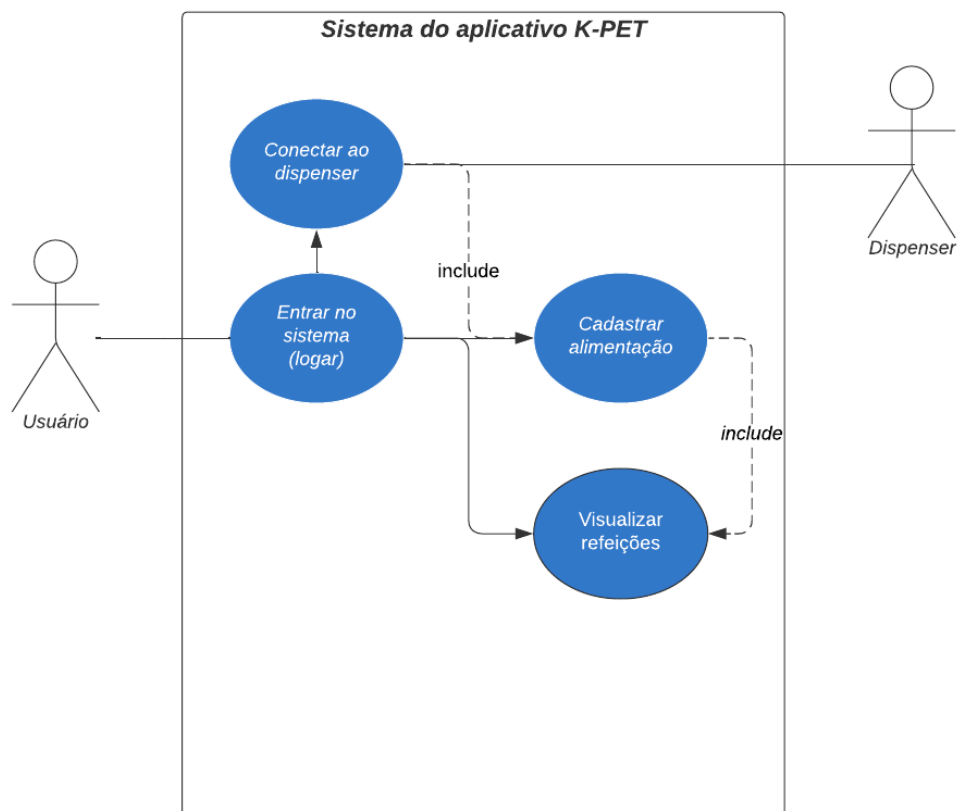 Sistema do aplicativo K-PET
Conectar ao
dispenser
Dispenser
include
Entrar no
sistema
(logar)
Cadastrar
alimentação
Usuário
include
Visualizar
refeições